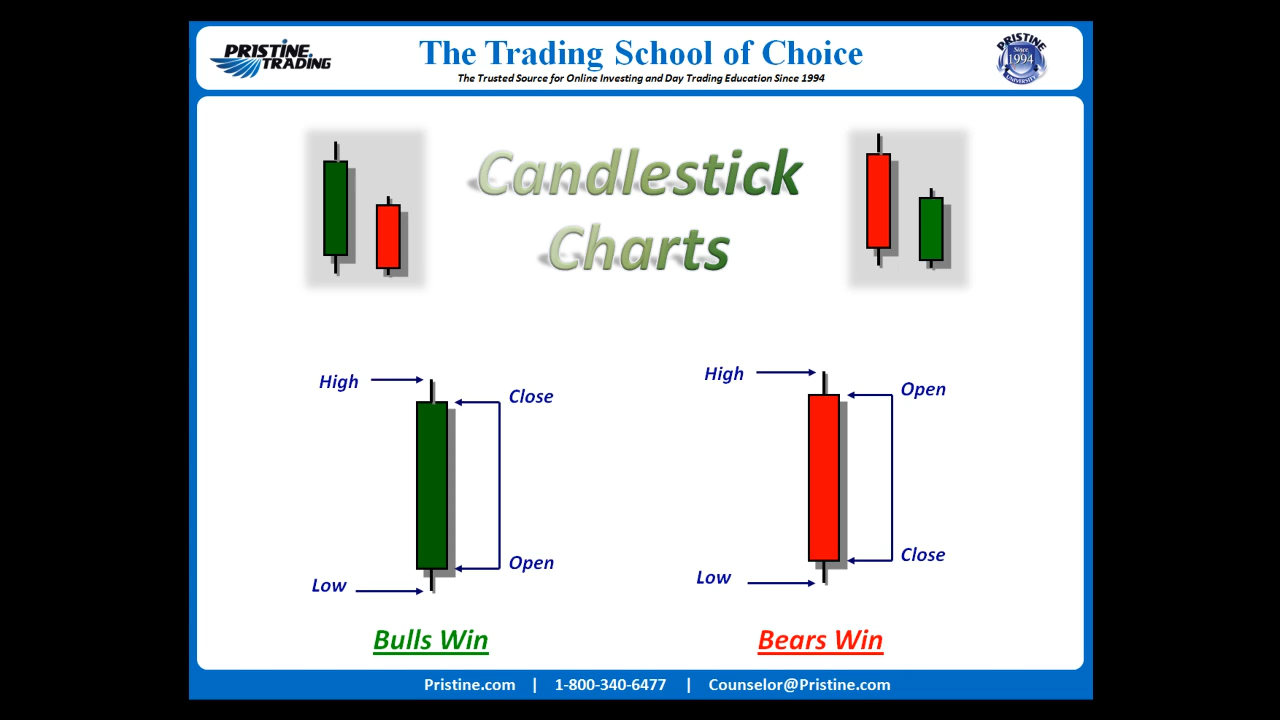 PRISTINE.
TRADING
The Trading School of Choice
The Trusted Source for Online Investing and Day Trading Education Since 1994
PRISTINE
Since
1994
UNIVERSITY
Candlestick
Charts
High
Close
Open
Low
Bulls Win
High
Open
Close
Low
Bears Win
Pristine.com | 1-800-340-6477 | Counselor@Pristine.com